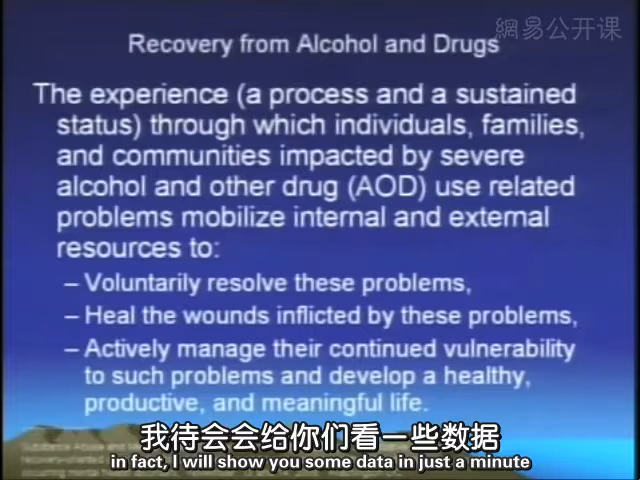 網易公开课
Recovery from Alcohol and Drugs
The experience (a process and a sustained
status) through which individuals, families,
and communities impacted by severe
alcohol and other drug (AOD) use related
problems mobilize internal and external
resources to:
– Voluntarily resolve these problems,
– Heal the wounds inflicted by these problems,
– Actively manage their continued vulnerability
to such problems and develop a healthy,
productive, and meaningful life.
我待会会给你们看一些数据
in fact, I will show you some data in just a minute